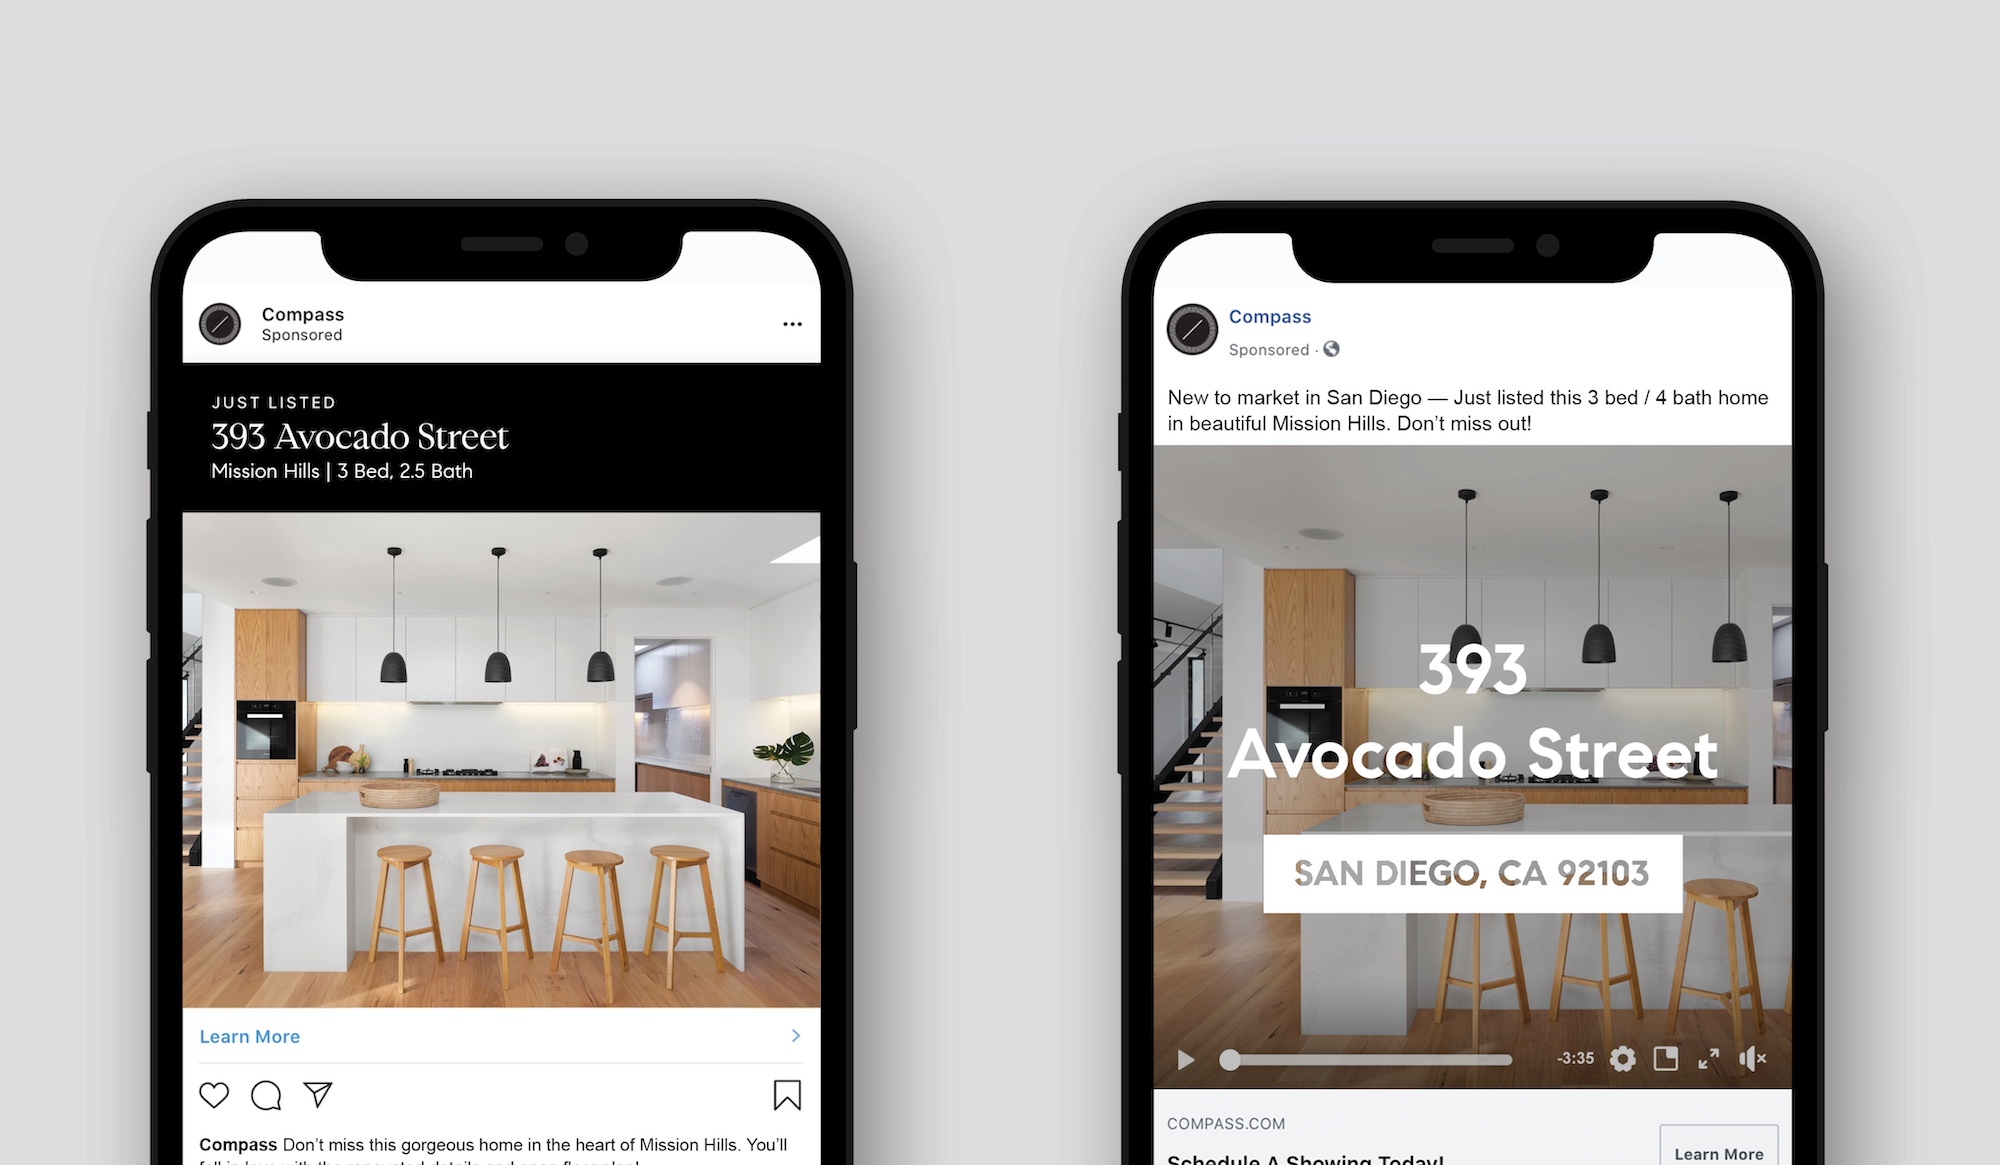 Compass
Sponsored
JUST LISTED
393 Avocado Street
Mission Hills | 3 Bed, 2.5 Bath
Learn More
Compass Don’t miss this gorgeous home in the heart of Mission Hills. You’ll
Compass
Sponsored ·
New to market in San Diego — Just listed this 3 bed / 4 bath home
in beautiful Mission Hills. Don’t miss out!
393
Avocado Street
SAN DIEGO, CA 92103
-3:35
COMPASS.COM
Schedule A Showing Today!
Learn More